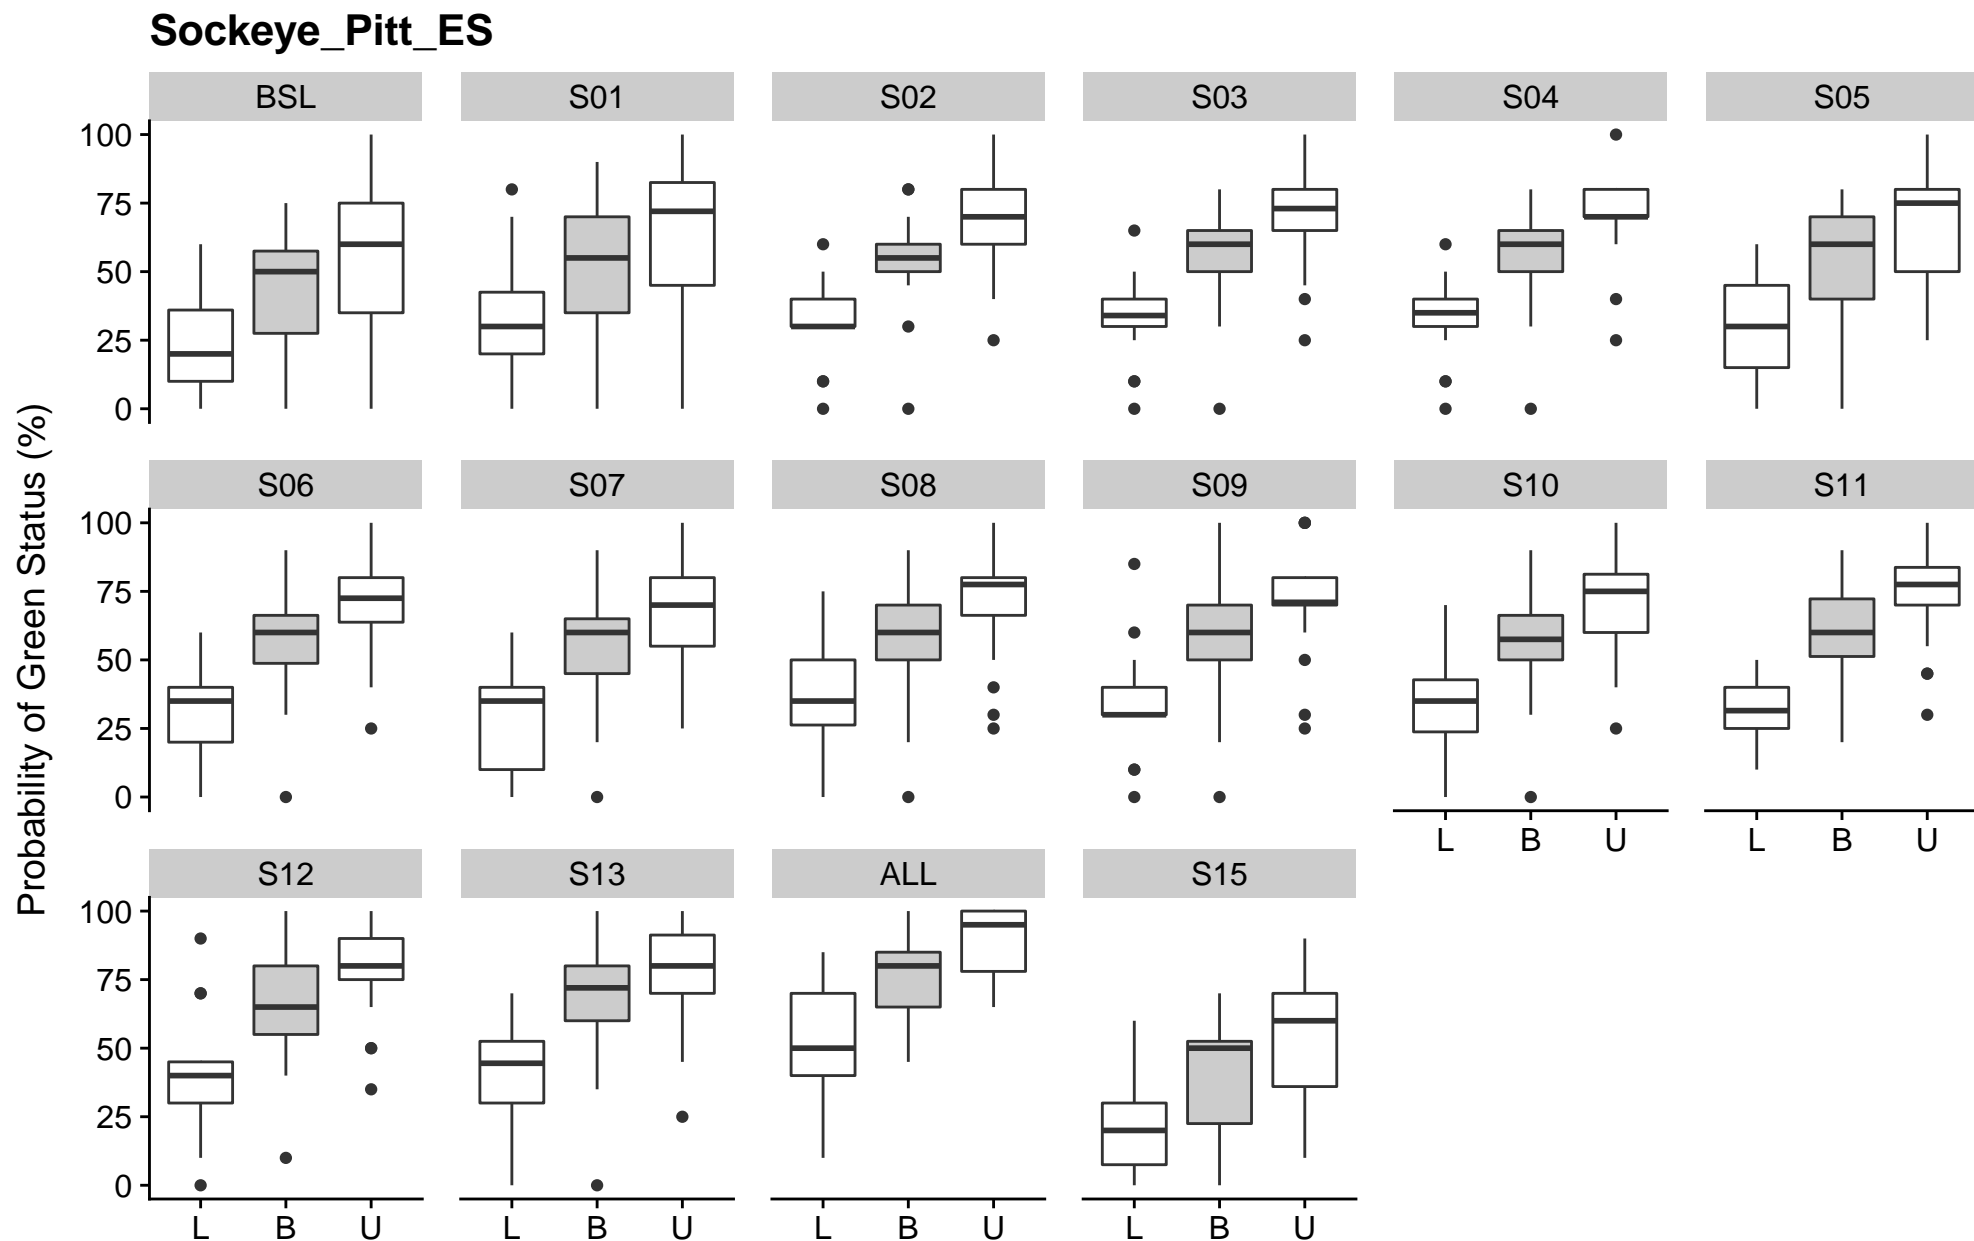 Sockeye_Pitt_ES
BSL S01 S02 S03 S04 S05
100
75
50
25
0
S06 S07 S08 S09 S10 S11
100
75
50
25
0
L B U L B U
S12 S13 ALL S15
100
75
50
25
0
L B U L B U L B U L B U
Probability of Green Status (%)